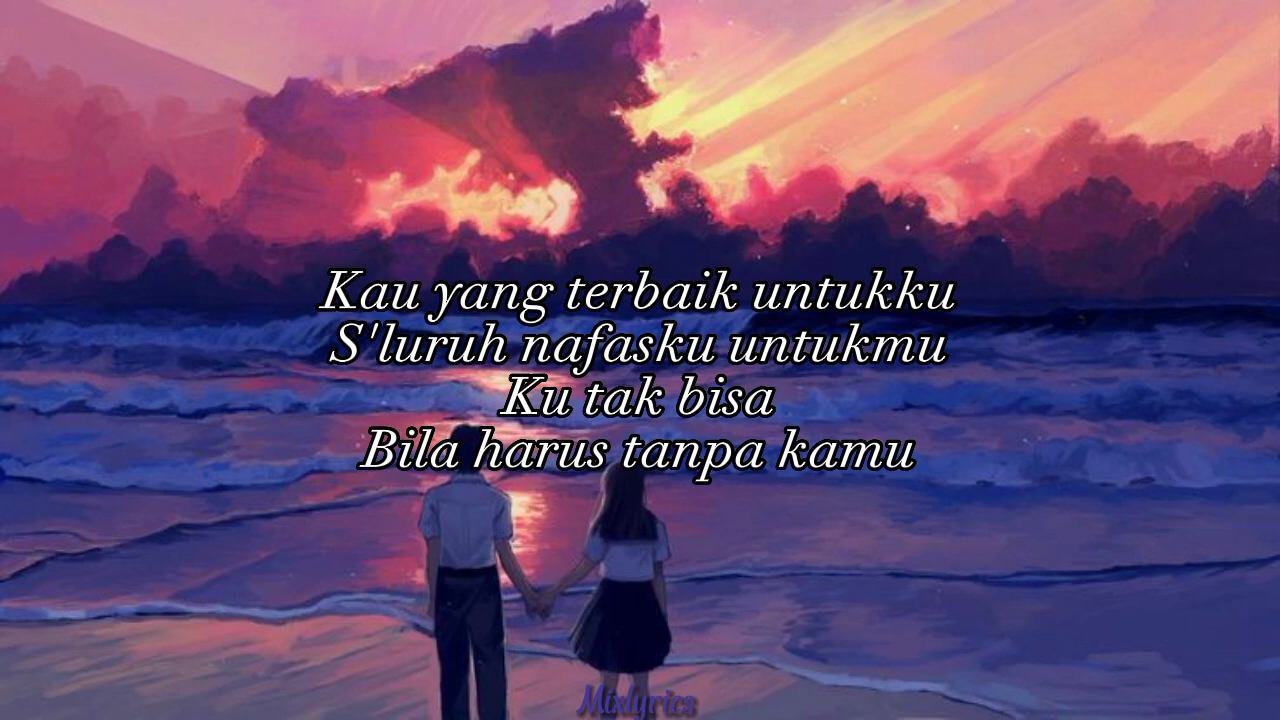 Kau yang terbaik untukku
S'luruh nafasku untukmu
Ku tak bisa
Bila harus tanpa kamu
Mixlyrics